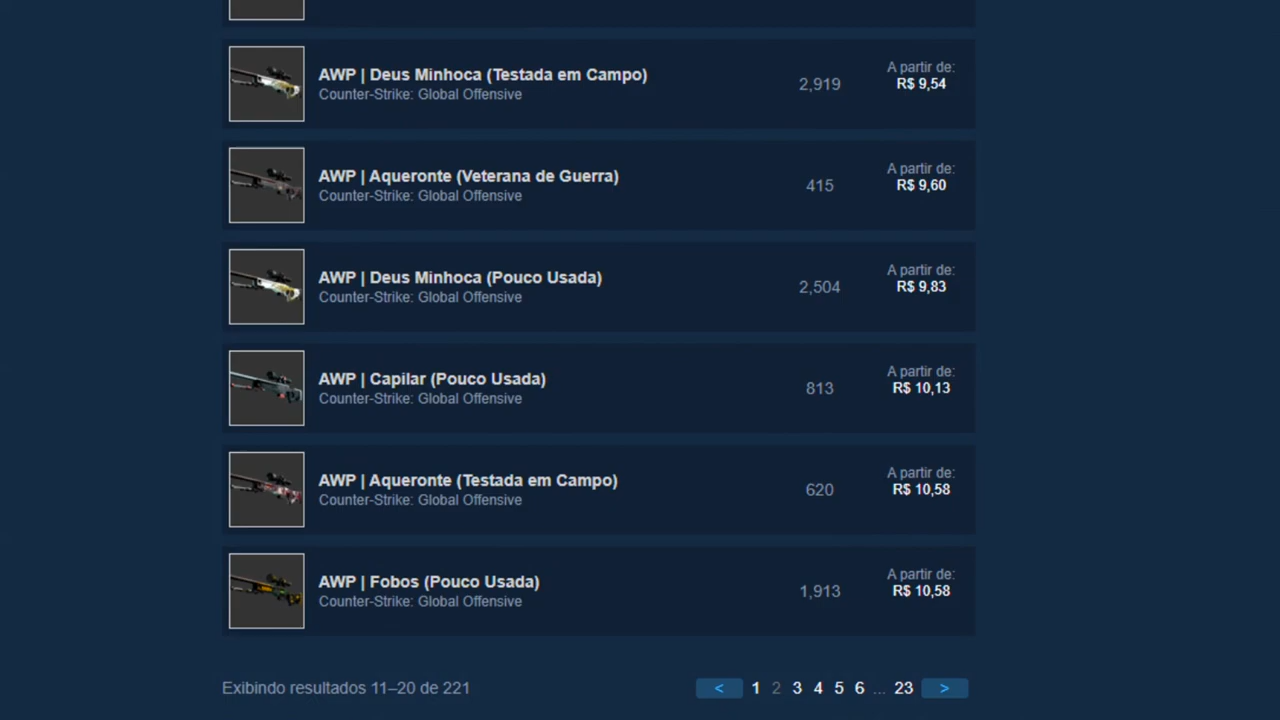 AWP | Deus Minhoca (Testada em Campo)
Counter-Strike: Global Offensive
2,919
A partir de:
R$ 9,54
AWP | Aqueronte (Veterana de Guerra)
Counter-Strike: Global Offensive
415
A partir de:
R$ 9,60
AWP | Deus Minhoca (Pouco Usada)
Counter-Strike: Global Offensive
2,504
A partir de:
R$ 9,83
AWP | Capilar (Pouco Usada)
Counter-Strike: Global Offensive
813
A partir de:
R$ 10,13
AWP | Aqueronte (Testada em Campo)
Counter-Strike: Global Offensive
620
A partir de:
R$ 10,58
AWP | Fobos (Pouco Usada)
Counter-Strike: Global Offensive
1,913
A partir de:
R$ 10,58
Exibindo resultados 11–20 de 221
< 1 2 3 4 5 6 ... 23 >